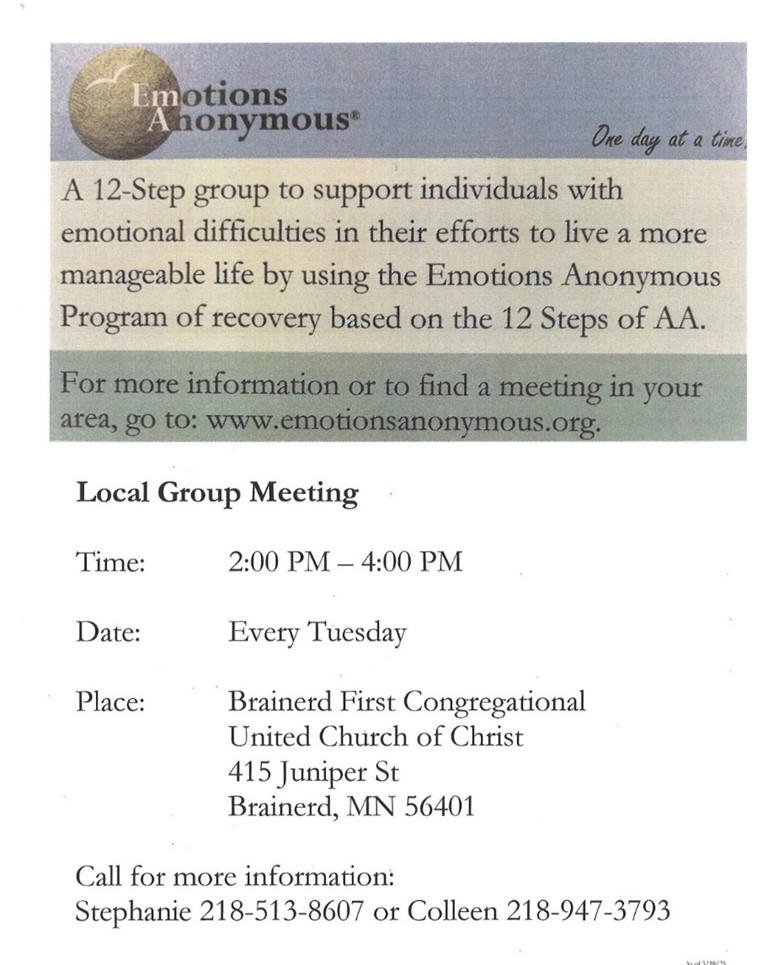 Emotions
Anonymous®
One day at a time.
A 12-Step group to support individuals with
emotional difficulties in their efforts to live a more
manageable life by using the Emotions Anonymous
Program of recovery based on the 12 Steps of AA.
For more information or to find a meeting in your
area, go to: www.emotionsanonymous.org.
Local Group Meeting
Time: 2:00 PM – 4:00 PM
Date: Every Tuesday
Place: Brainerd First Congregational
United Church of Christ
415 Juniper St
Brainerd, MN 56401
Call for more information:
Stephanie 218-513-8607 or Colleen 218-947-3793
As of